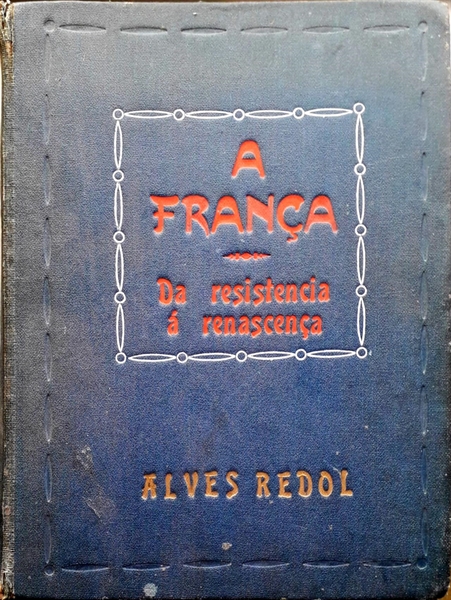 A
FRANÇA
Da resistencia
á renascença
ALVES REDOL